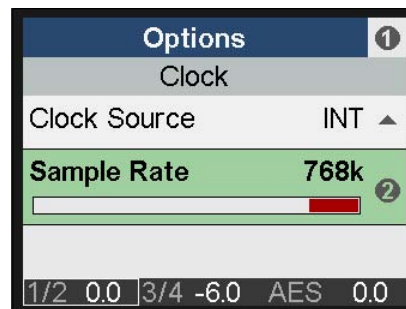 Options 1
Clock
Clock Source INT
Sample Rate 768k
2
1/2 0.0 3/4 -6.0 AES 0.0